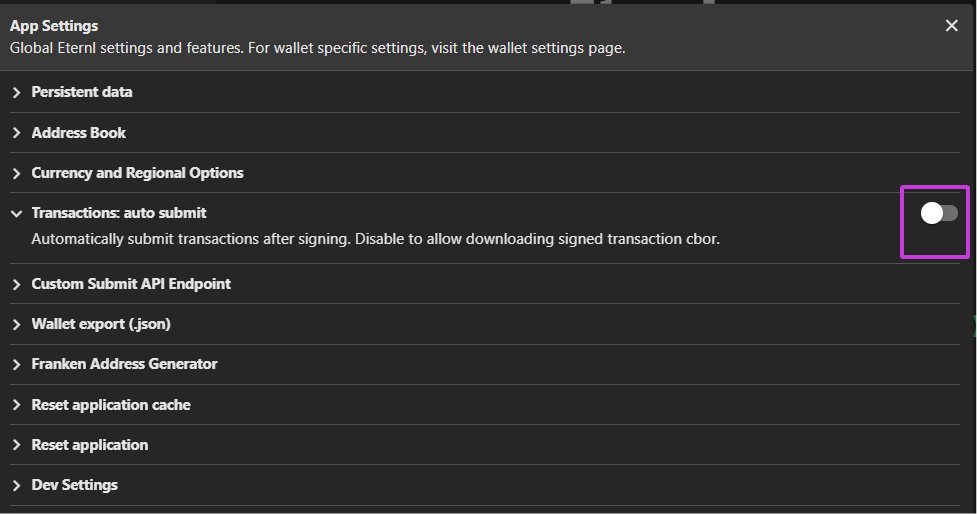 App Settings
Global Eternl settings and features. For wallet specific settings, visit the wallet settings page.
Persistent data
Address Book
Currency and Regional Options
Transactions: auto submit
Automatically submit transactions after signing. Disable to allow downloading signed transaction cbor.
Custom Submit API Endpoint
Wallet export (.json)
Franken Address Generator
Reset application cache
Reset application
Dev Settings